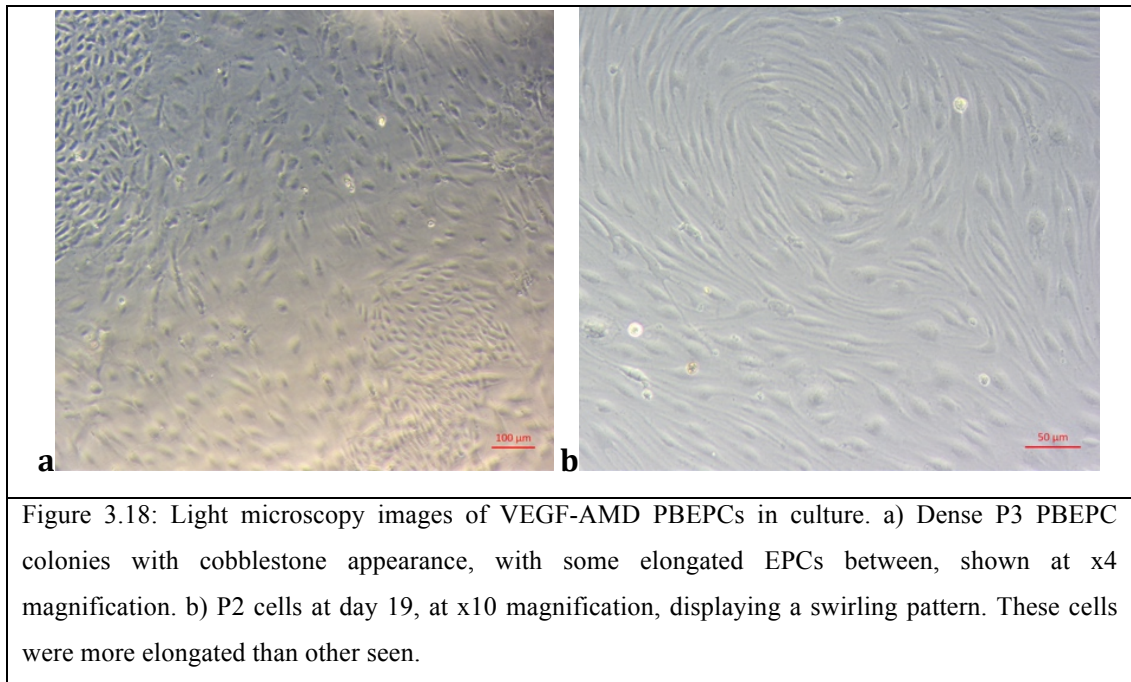 100 µm
50 µm
a
b
Figure 3.18: Light microscopy images of VEGF-AMD PBEPCs in culture. a) Dense P3 PBEPC
colonies with cobblestone appearance, with some elongated EPCs between, shown at x4
magnification. b) P2 cells at day 19, at x10 magnification, displaying a swirling pattern. These cells
were more elongated than other seen.